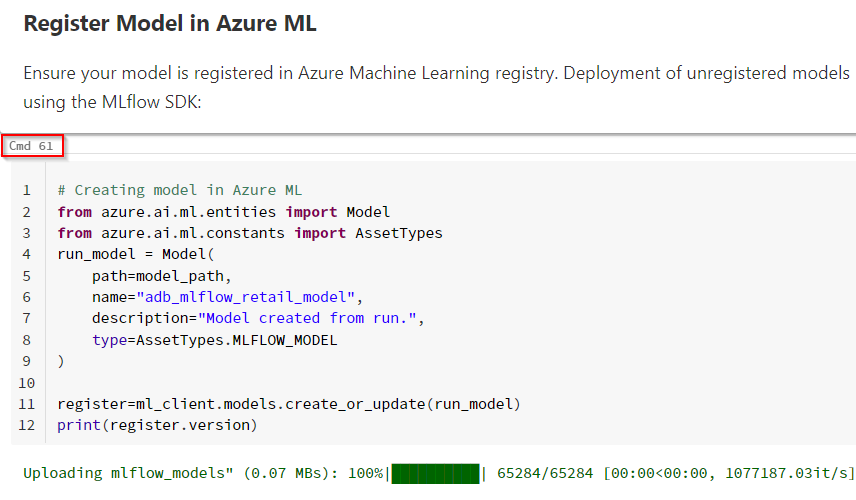 Register Model in Azure ML
Ensure your model is registered in Azure Machine Learning registry. Deployment of unregistered models
using the MLflow SDK:
Cmd 61
1 # Creating model in Azure ML
2 from azure.ai.ml.entities import Model
3 from azure.ai.ml.constants import AssetTypes
4 run_model = Model(
5     path=model_path,
6     name="adb_mlflow_retail_model",
7     description="Model created from run.",
8     type=AssetTypes.MLFLOW_MODEL
9 )
10
11 register=ml_client.models.create_or_update(run_model)
12 print(register.version)
Uploading mlflow_models" (0.07 MBs): 100%|██████████| 65284/65284 [00:00<00:00, 1077187.03it/s]